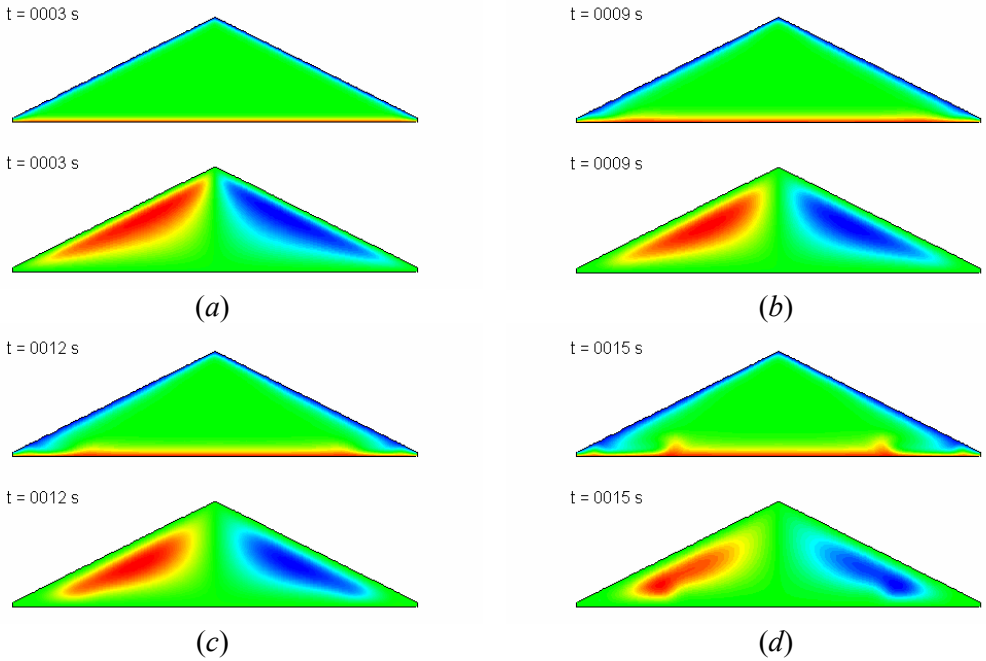 t = 0003 s
t = 0009 s
t = 0003 s
t = 0009 s
(a)
(b)
t = 0012 s
t = 0015 s
t = 0012 s
t = 0015 s
(c)
(d)